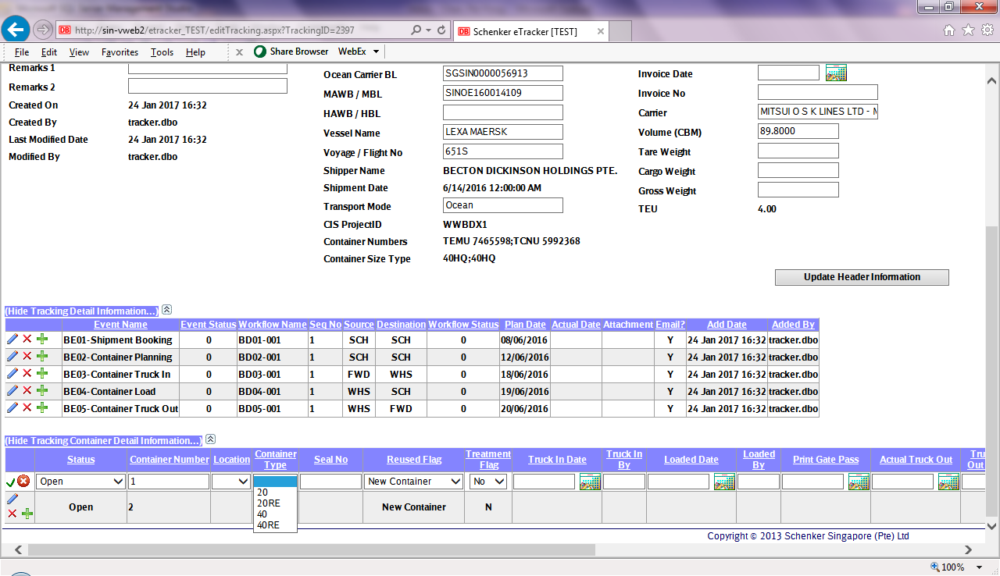 http://sin-vweb2/etracker_TEST/editTracking.aspx?TrackingID=2397
DB Schenker eTracker [TEST]
File Edit View Favorites Tools Help x Share Browser WebEx
Remarks 1
Remarks 2
Created On 24 Jan 2017 16:32
Created By tracker.dbo
Last Modified Date 24 Jan 2017 16:32
Modified By tracker.dbo
Ocean Carrier BL SGSIN0000056913
MAWB / MBL SINOE160014109
HAWB / HBL
Vessel Name LEXA MAERSK
Voyage / Flight No 651S
Shipper Name BECTON DICKINSON HOLDINGS PTE.
Shipment Date 6/14/2016 12:00:00 AM
Transport Mode Ocean
CIS ProjectID WWBDX1
Container Numbers TEMU 7465598;TCNU 5992368
Container Size Type 40HQ;40HQ
Invoice Date
Invoice No
Carrier MITSUI O S K LINES LTD -
Volume (CBM) 89.8000
Tare Weight
Cargo Weight
Gross Weight
TEU 4.00
Update Header Information
(Hide Tracking Detail Information...)
Event Name Event Status Workflow Name Seq No Source Destination Workflow Status Plan Date Actual Date Attachment Email? Add Date Added By
BE01-Shipment Booking 0 BD01-001 1 SCH SCH 0 08/06/2016 Y 24 Jan 2017 16:32 tracker.dbo
BE02-Container Planning 0 BD02-001 1 SCH SCH 0 12/06/2016 Y 24 Jan 2017 16:32 tracker.dbo
BE03-Container Truck In 0 BD03-001 1 FWD WHS 0 18/06/2016 Y 24 Jan 2017 16:32 tracker.dbo
BE04-Container Load 0 BD04-001 1 WHS SCH 0 19/06/2016 Y 24 Jan 2017 16:32 tracker.dbo
BE05-Container Truck Out 0 BD05-001 1 WHS FWD 0 20/06/2016 Y 24 Jan 2017 16:32 tracker.dbo
(Hide Tracking Container Detail Information...)
Status Container Number Location Container Type Seal No Reused Flag Treatment Flag Truck In Date Truck In By Loaded Date Loaded By Print Gate Pass Actual Truck Out Tru Out
Open 1 New Container No
20
20RE
40
40RE
Open 2 New Container N
Copyright © 2013 Schenker Singapore (Pte) Ltd
100%